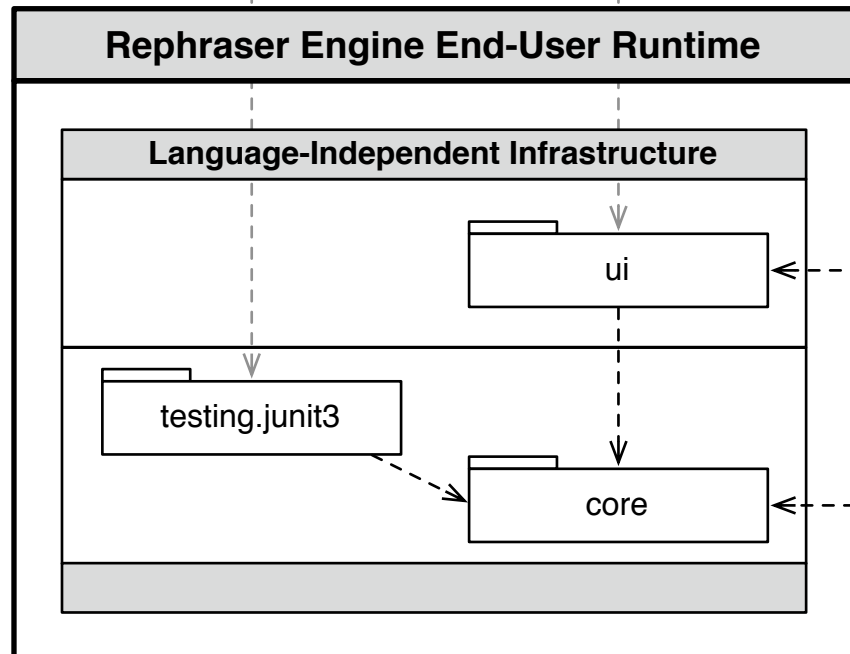 Rephraser Engine End-User Runtime
Language-Independent Infrastructure
ui
testing.junit3
core